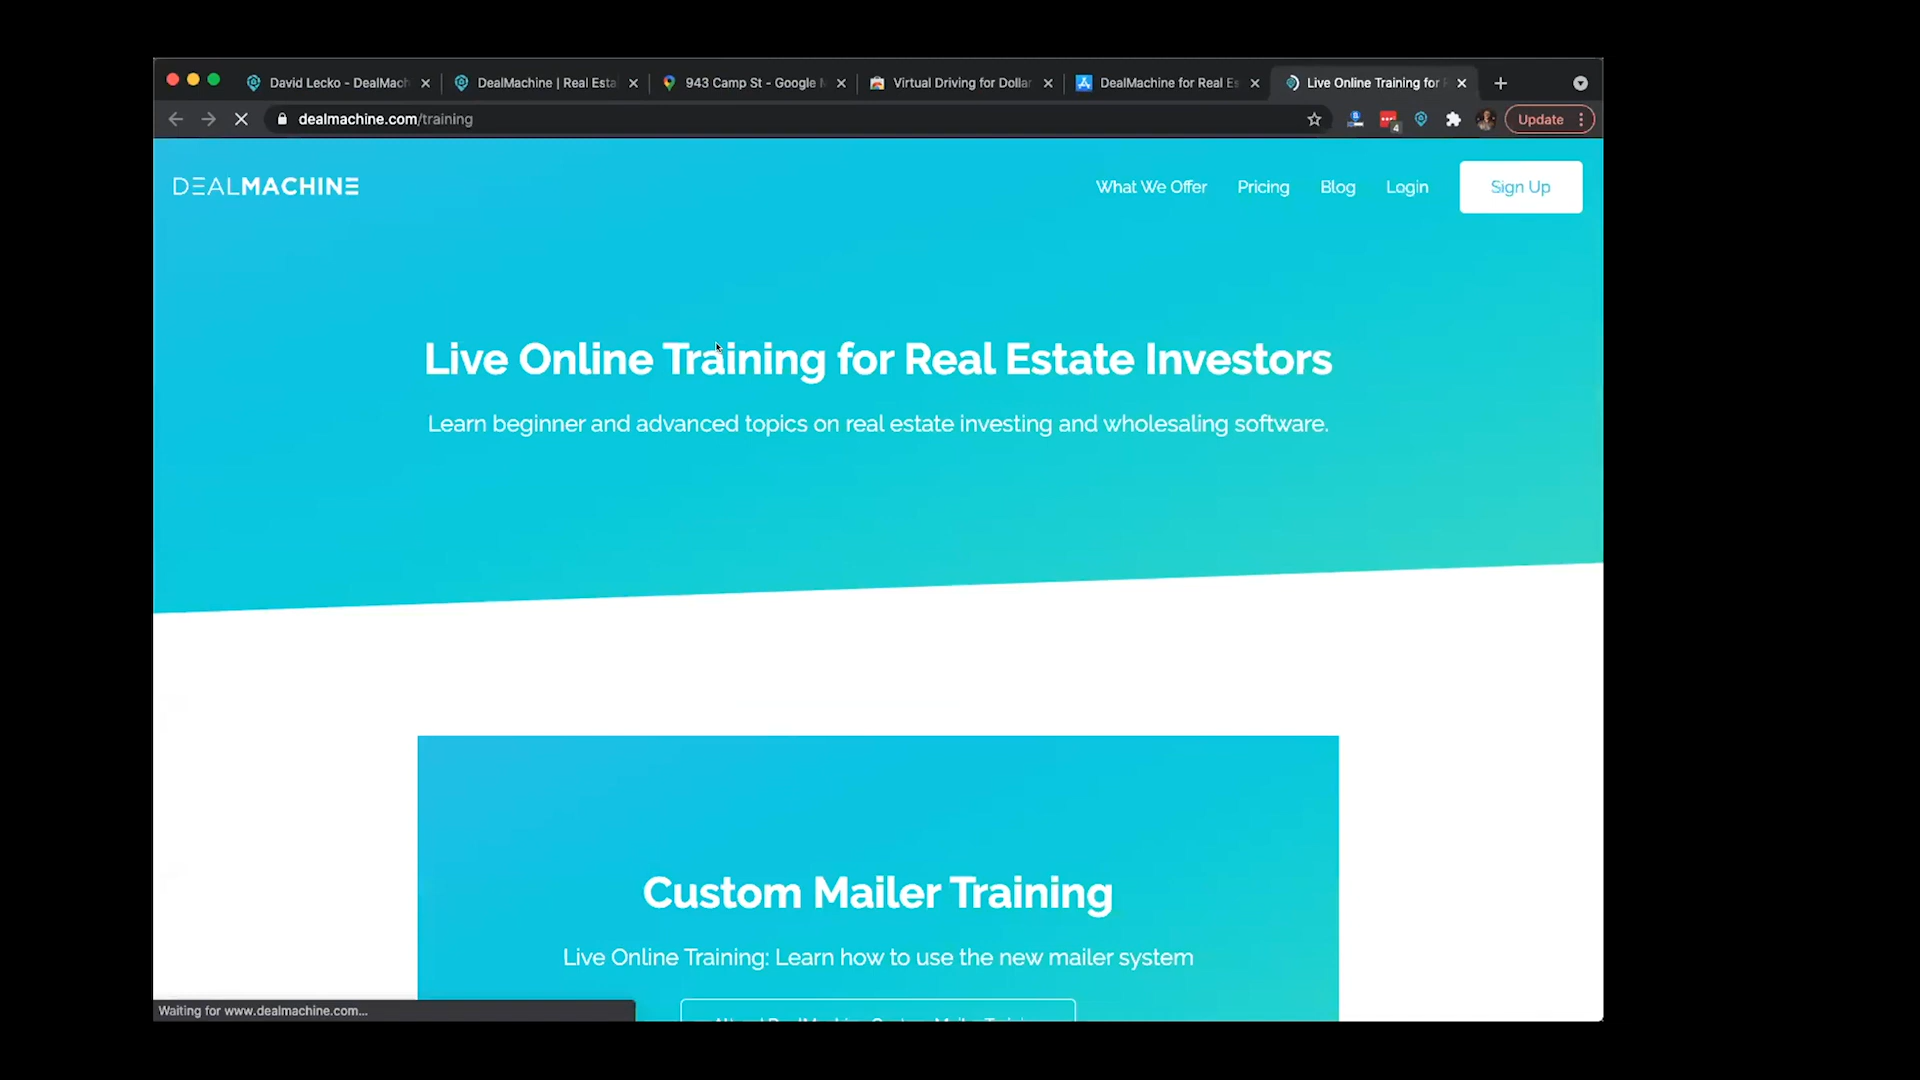 David Lecko - DealMach
DealMachine | Real Esta
943 Camp St - Google
Virtual Driving for Dollar
DealMachine for Real Es
Live Online Training for
dealmachine.com/training
4
Update
DEALMACHINE
What We Offer
Pricing
Blog
Login
Sign Up
Live Online Training for Real Estate Investors
Learn beginner and advanced topics on real estate investing and wholesaling software.
Custom Mailer Training
Live Online Training: Learn how to use the new mailer system
Waiting for www.dealmachine.com...